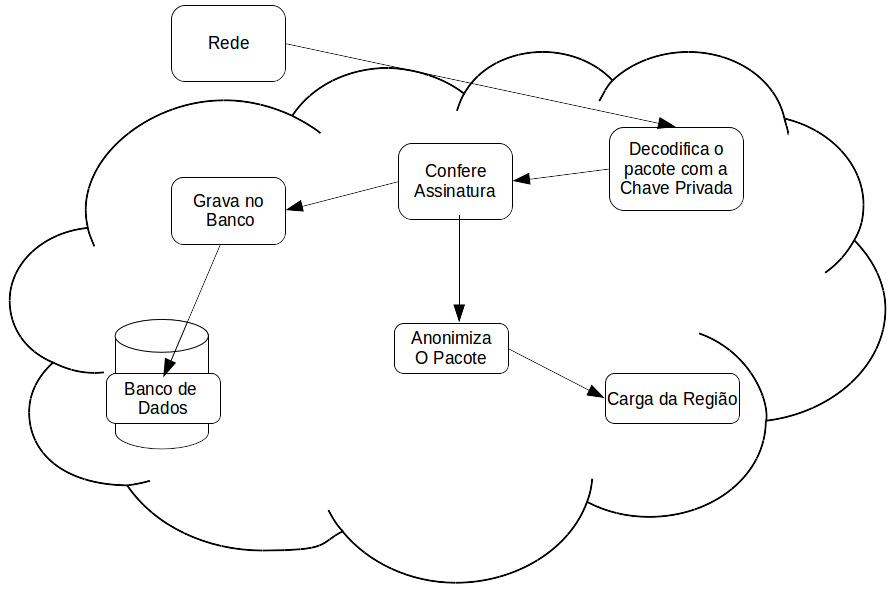 Rede
Decodifica o
pacote com a
Chave Privada
Confere
Assinatura
Grava no
Banco
Anonimiza
O Pacote
Banco de
Dados
Carga da Região